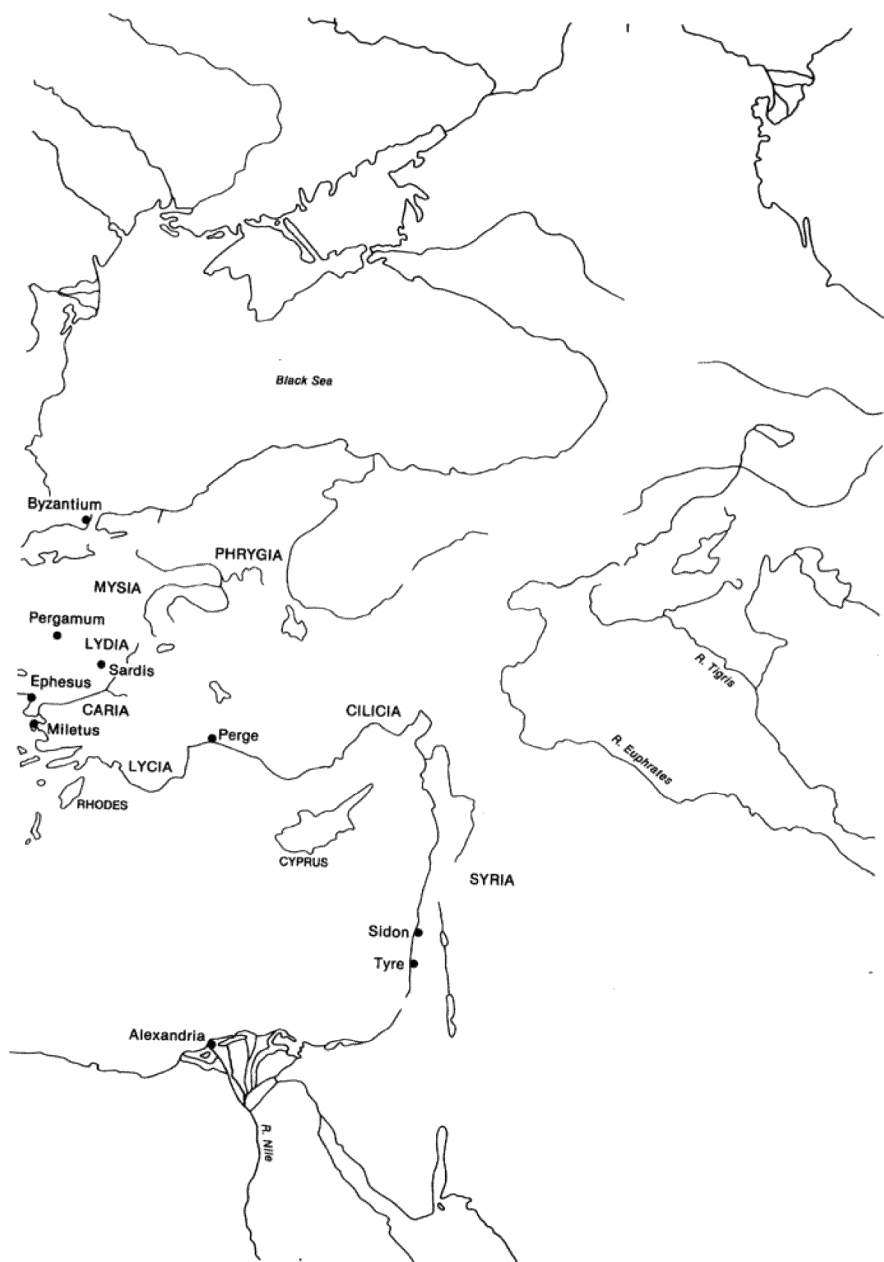 Black Sea
Byzantium
PHRYGIA
MYSIA
Pergamum
LYDIA
Sardis
R. Tigris
Ephesus
CARIA
CILICIA
Miletus
Perge
R. Euphrates
LYCIA
RHODES
CYPRUS
SYRIA
Sidon
Tyre
Alexandria
R. Nile